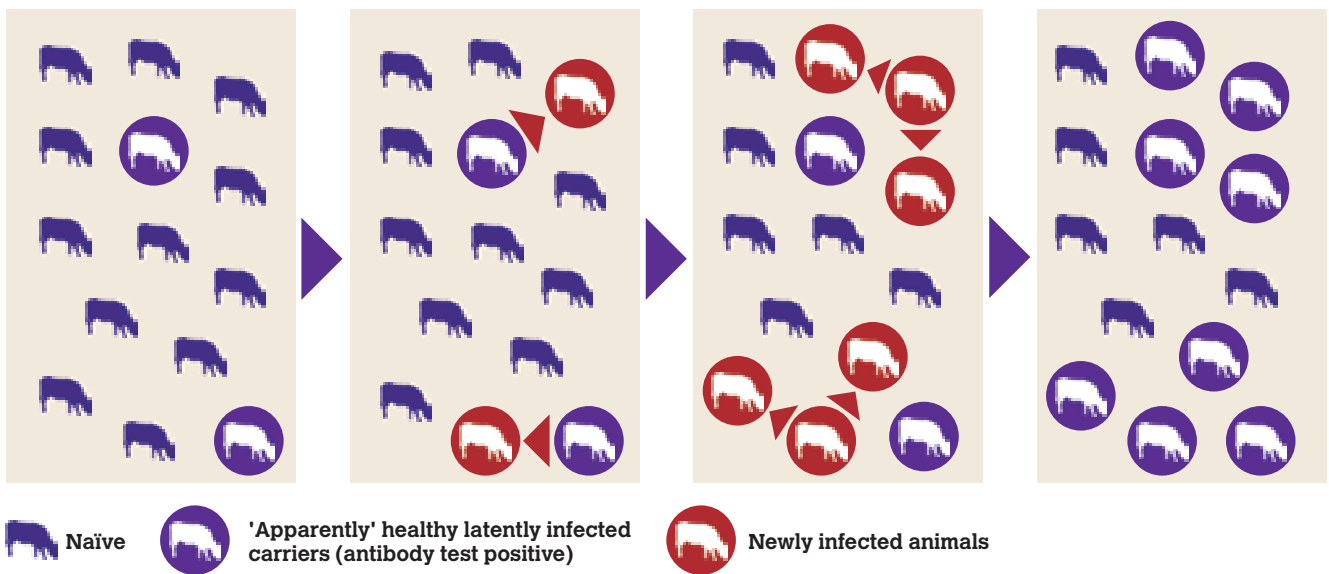 Naïve
'Apparently' healthy latently infected
carriers (antibody test positive)
Newly infected animals